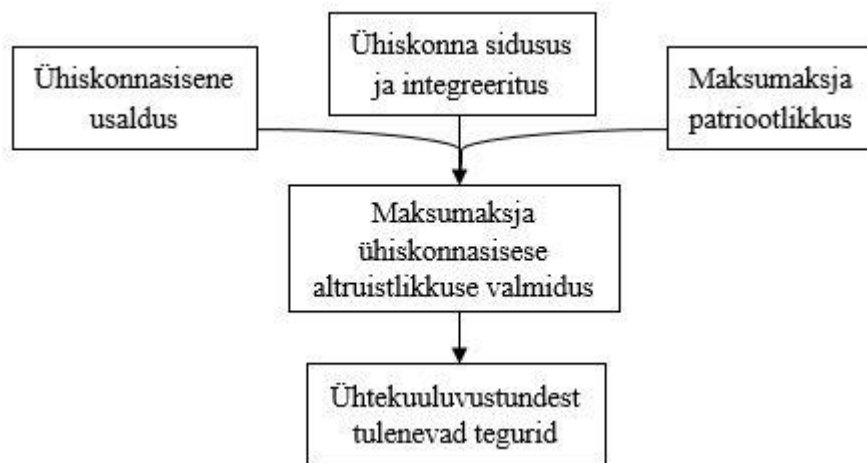 Ühiskonnasisene
usaldus
Ühiskonna sidusus
ja integreeritus
Maksumaksja
patriootlikkus
Maksumaksja
ühiskonnasisese
altruistlikkuse valmidus
Ühtekuuluvustundest
tulenevad tegurid